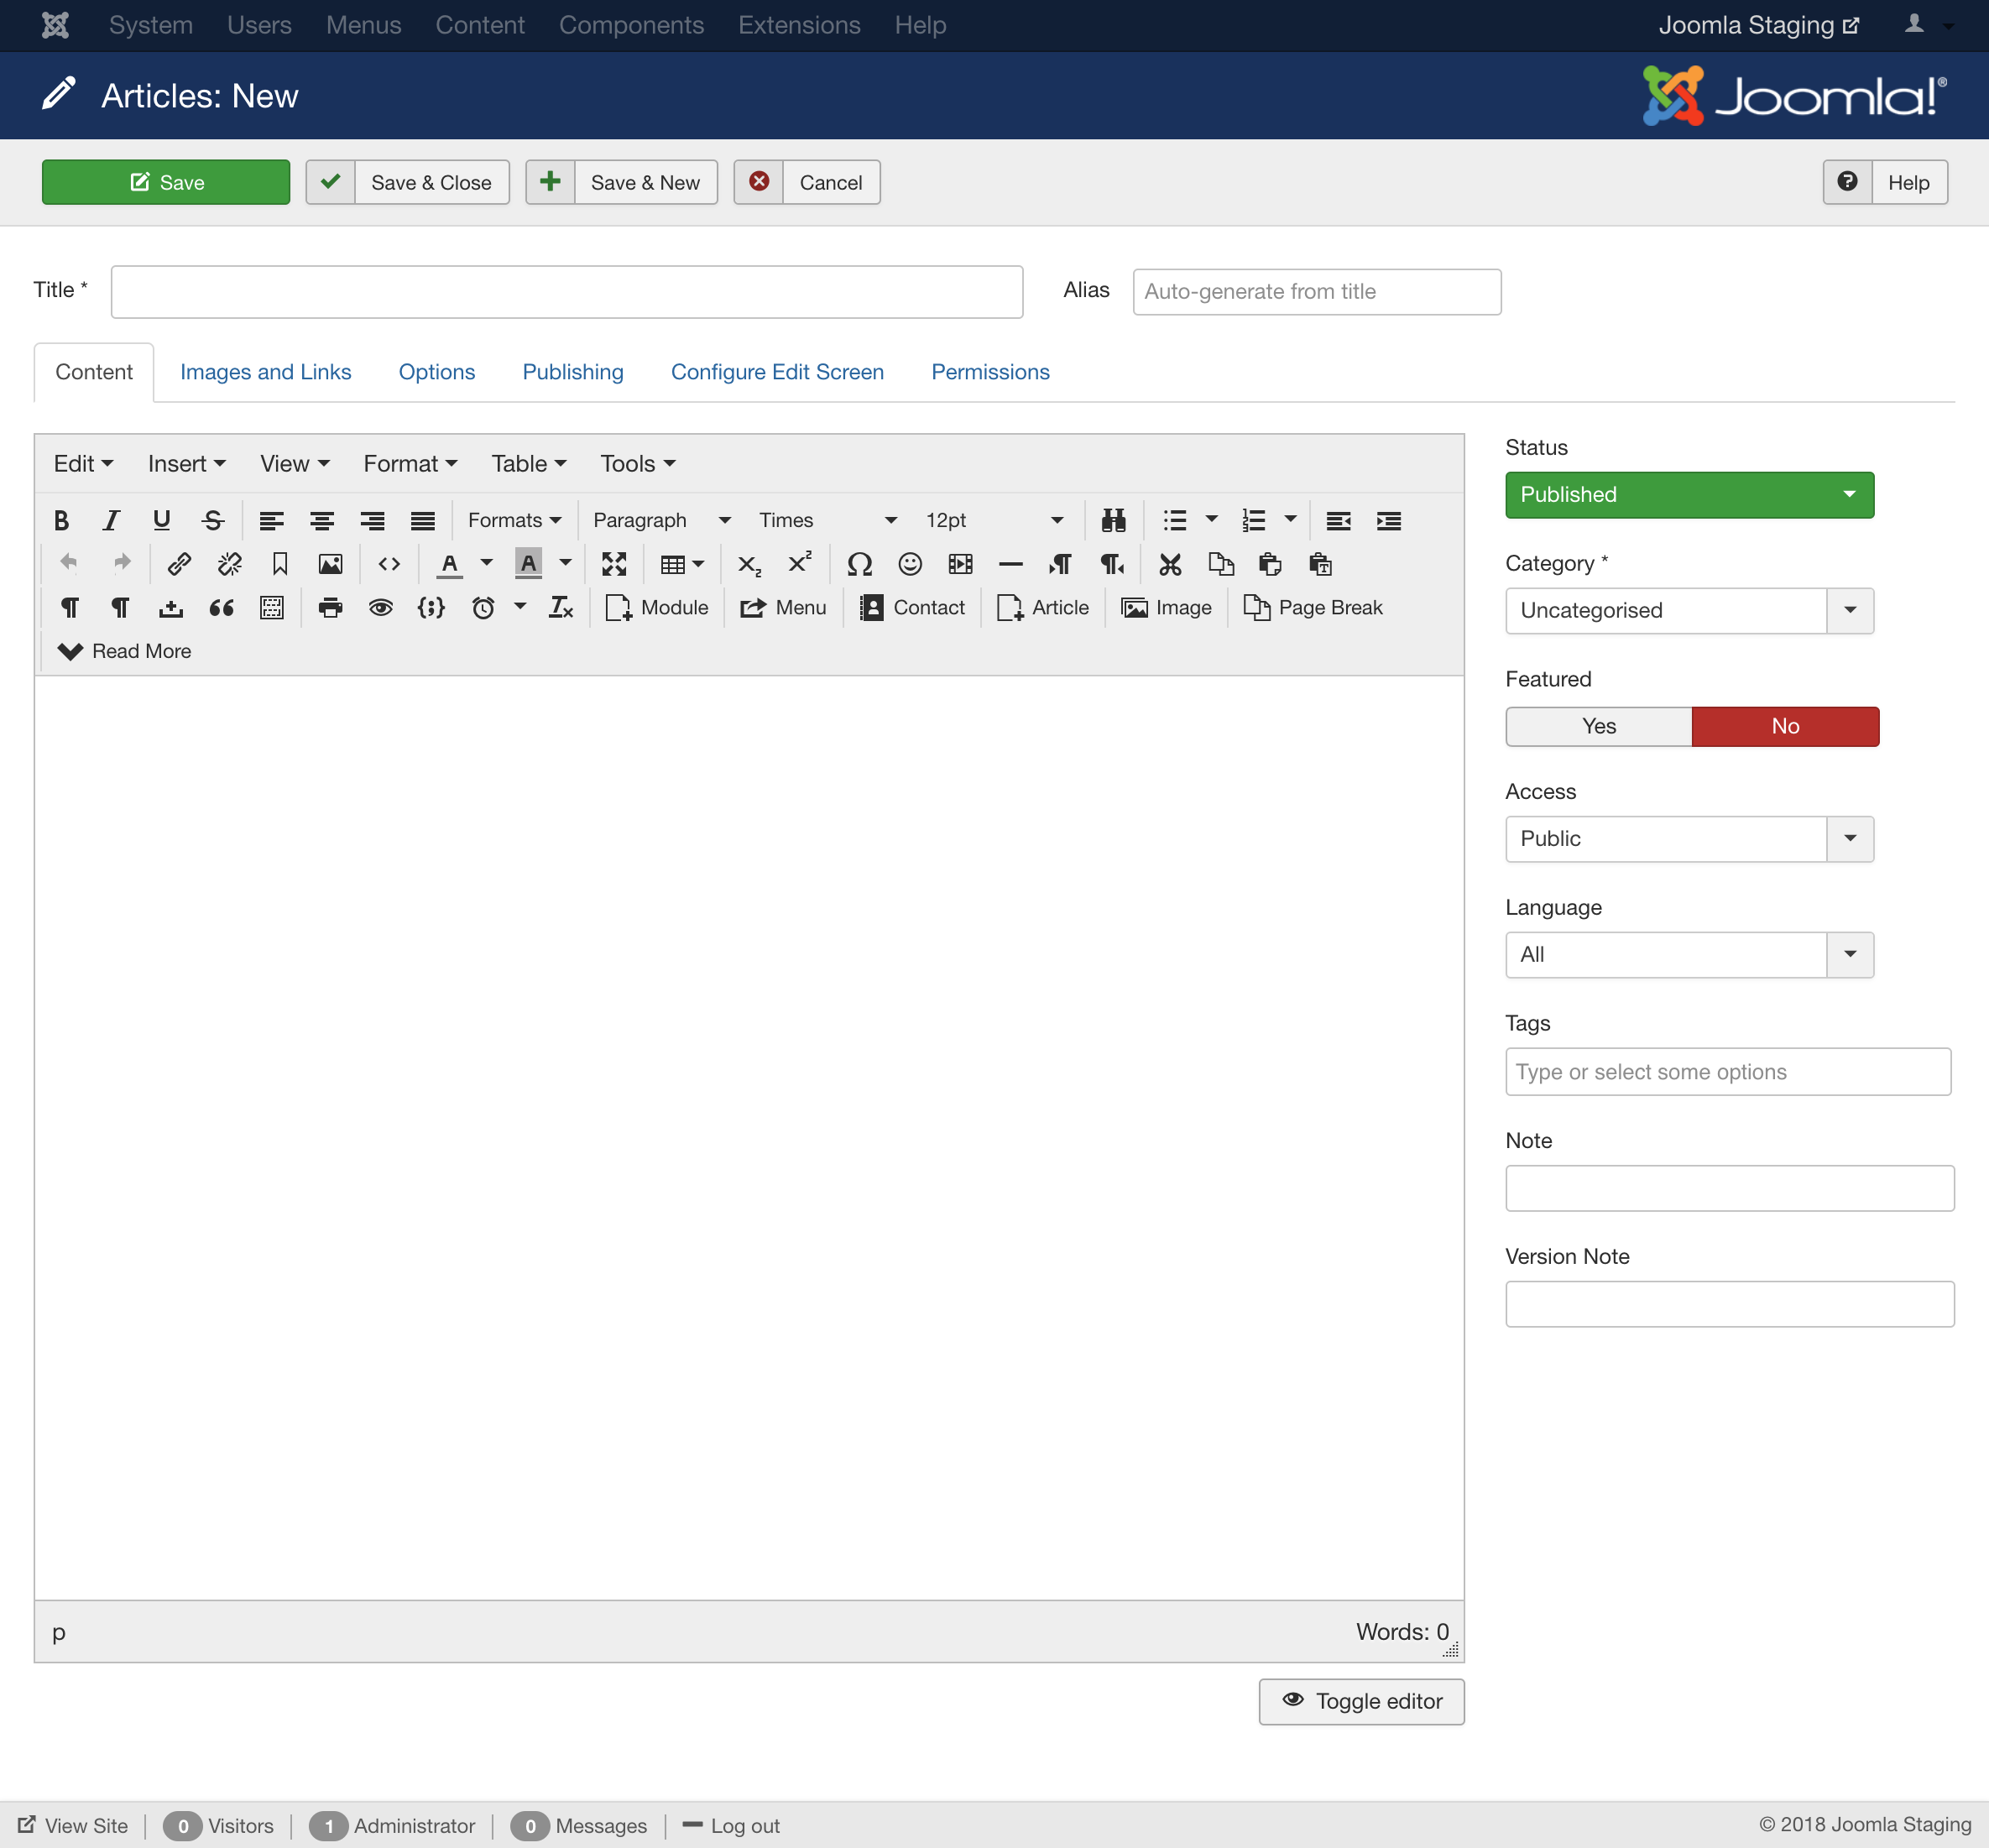 System Users Menus Content Components Extensions Help Joomla Staging
Articles: New Joomla!®
Save Save & Close Save & New Cancel Help
Title * Alias Auto-generate from title
Content Images and Links Options Publishing Configure Edit Screen Permissions
Edit Insert View Format Table Tools
B I U S Formats Paragraph Times 12pt
A A X₂ X² Ω
Module Menu Contact Article Image Page Break
Read More
Status
Published
Category *
Uncategorised
Featured
Yes No
Access
Public
Language
All
Tags
Type or select some options
Note
Version Note
p Words: 0
Toggle editor
View Site 0 Visitors 1 Administrator 0 Messages Log out © 2018 Joomla Staging